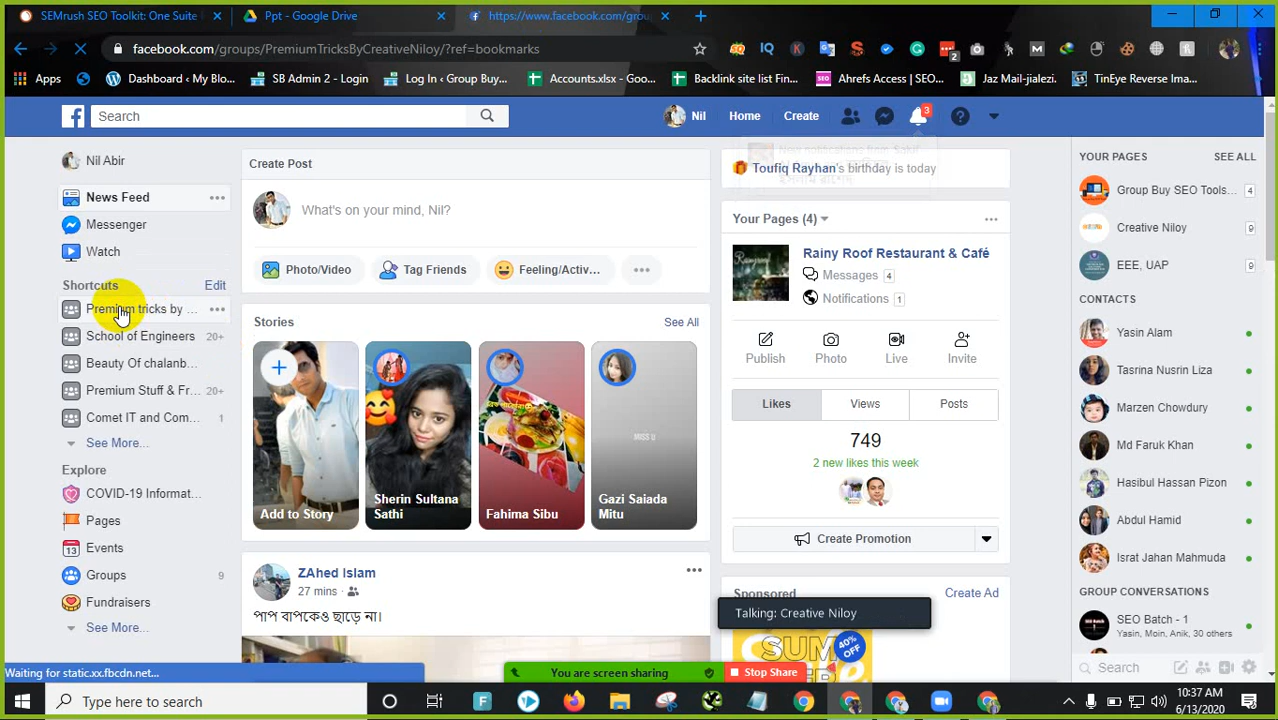 SEMrush SEO Toolkit: One Suite
Ppt - Google Drive
https://www.facebook.com/grou
facebook.com/groups/PremiumTricksByCreativeNiloy/?ref=bookmarks
Apps
Dashboard ‹ My Blo...
SB Admin 2 - Login
Log In ‹ Group Buy...
Accounts.xlsx - Goo...
Backlink site list Fin...
Ahrefs Access | SEO...
Jaz Mail-jialezi.
TinEye Reverse Ima...
Search
Nil
Home
Create
3
Nil Abir
News Feed
Messenger
Watch
Shortcuts
Edit
Premium tricks by ...
School of Engineers
20+
Beauty Of chalanb...
Premium Stuff & Fr...
20+
Comet IT and Com...
1
See More...
Explore
COVID-19 Informat...
Pages
Events
Groups
9
Fundraisers
See More...
Create Post
What's on your mind, Nil?
Photo/Video
Tag Friends
Feeling/Activ...
Stories
See All
Add to Story
Sherin Sultana
Sathi
Fahima Sibu
MISS U
Gazi Saiada
Mitu
ZAhed Islam
27 mins
পাপ বাপকেও ছাড়ে না।
Toufiq Rayhan's birthday is today
Your Pages (4)
Rainy Roof Restaurant & Café
Messages 4
Notifications 1
Publish
Photo
Live
Invite
Likes
Views
Posts
749
2 new likes this week
Create Promotion
Sponsored
Create Ad
Talking: Creative Niloy
SUM
40%
OFF
YOUR PAGES
SEE ALL
Group Buy SEO Tools...
4
Creative Niloy
9
EEE, UAP
9
CONTACTS
Yasin Alam
Tasrina Nusrin Liza
Marzen Chowdury
Md Faruk Khan
Hasibul Hassan Pizon
Abdul Hamid
Israt Jahan Mahmuda
GROUP CONVERSATIONS
SEO Batch - 1
Yasin, Moin, Anik, 30 others
Search
Waiting for static.xx.fbcdn.net...
You are screen sharing
Stop Share
Type here to search
10:37 AM
6/13/2020